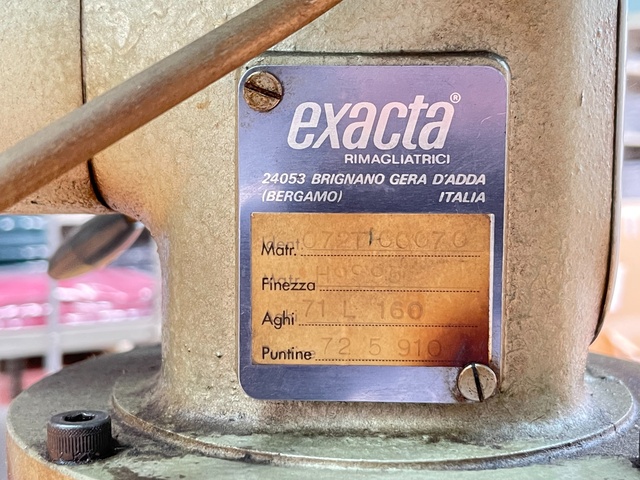 exacta®
RIMAGLIATRICI
24053 BRIGNANO GERA D'ADDA
(BERGAMO) ITALIA
Matr.
Finezza
Aghi 71 L 160
Puntine 72 5 910